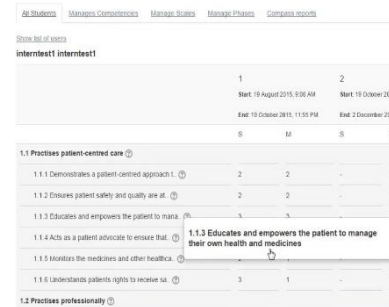 All Students Manages Competencies Manage Scales Manage Phases Compass reports
Show list of users
interntest1 interntest1
1 2
Start: 19 August 2015, 9:06 AM Start: 19 October 20
End: 19 October 2015, 11:55 PM End: 2 December 20
S M S
1.1 Practises patient-centred care ?
1.1.1 Demonstrates a patient-centred approach t.. ? 2 2 -
1.1.2 Ensures patient safety and quality are at.. ? 2 2 -
1.1.3 Educates and empowers the patient to mana.. ? 3 3 -
1.1.3 Educates and empowers the patient to manage
their own health and medicines
1.1.4 Acts as a patient advocate to ensure that.. ?
1.1.5 Monitors the medicines and other healthca.. ?
1.1.6 Understands patients rights to receive sa.. ? 3 1 -
1.2 Practises professionally ?